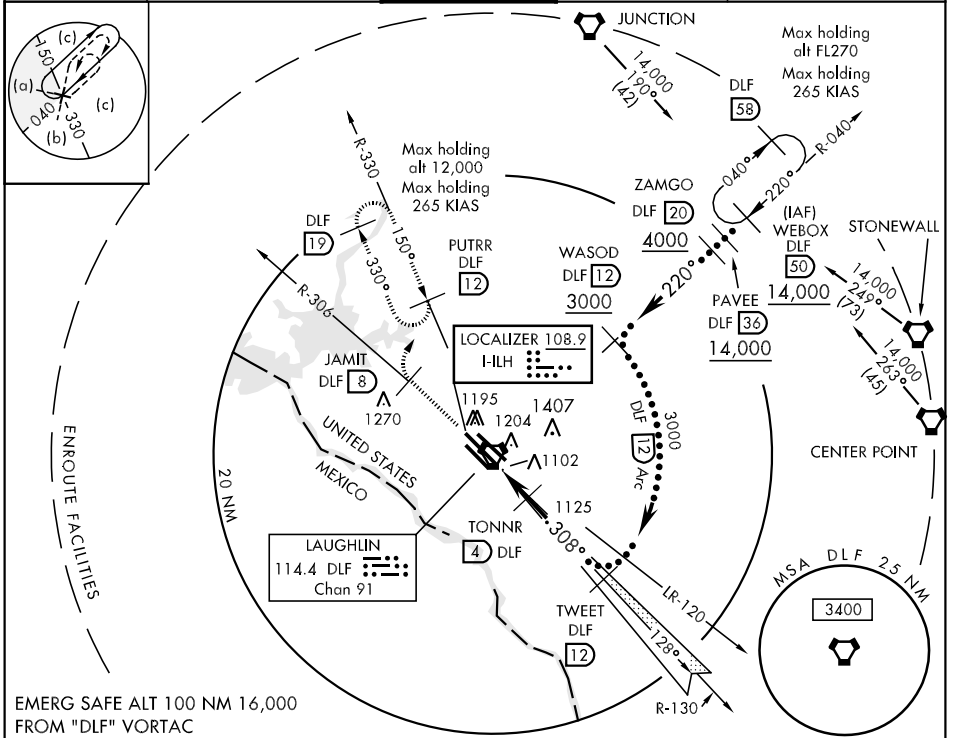 (c)
150
(a)
(c)
040
(b)
330
JUNCTION
14,000
190°
(42)
Max holding
alt FL270
Max holding
265 KIAS
DLF
58
R-040
040°
220°
R-330
Max holding
alt 12,000
Max holding
265 KIAS
ZAMGO
DLF 20
4000
(IAF)
WEBOX
DLF
50
14,000
STONEWALL
14,000
249°
(73)
DLF
19
150°
330°
PUTRR
DLF
12
WASOD
DLF 12
3000
220°
PAVEE
DLF 36
14,000
14,000
263°
(45)
R-306
LOCALIZER 108.9
I-ILH
JAMIT
DLF 8
1270
1195
1204
1407
1102
3000
DLF 12 Arc
CENTER POINT
UNITED STATES
MEXICO
ENROUTE FACILITIES
20 NM
1125
308°
TONNR
4 DLF
LAUGHLIN
114.4 DLF
Chan 91
LR-120
TWEET
DLF
12
128°
R-130
MSA DLF 25 NM
3400
EMERG SAFE ALT 100 NM 16,000
FROM "DLF" VORTAC